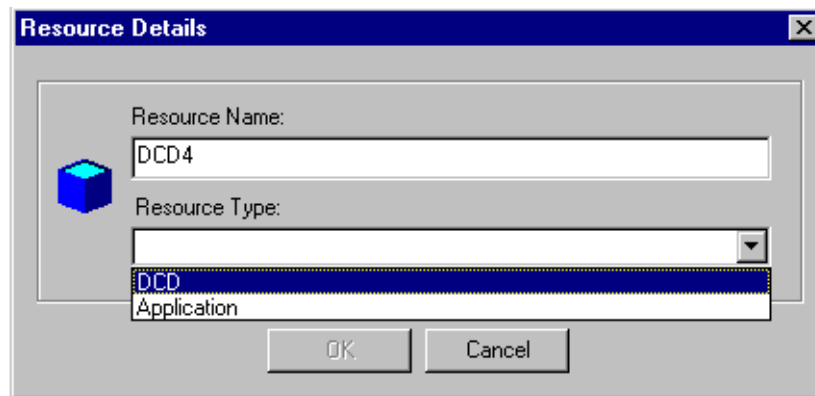 Resource Details
Resource Name:
DCD4
Resource Type:
DCD
Application
OK
Cancel